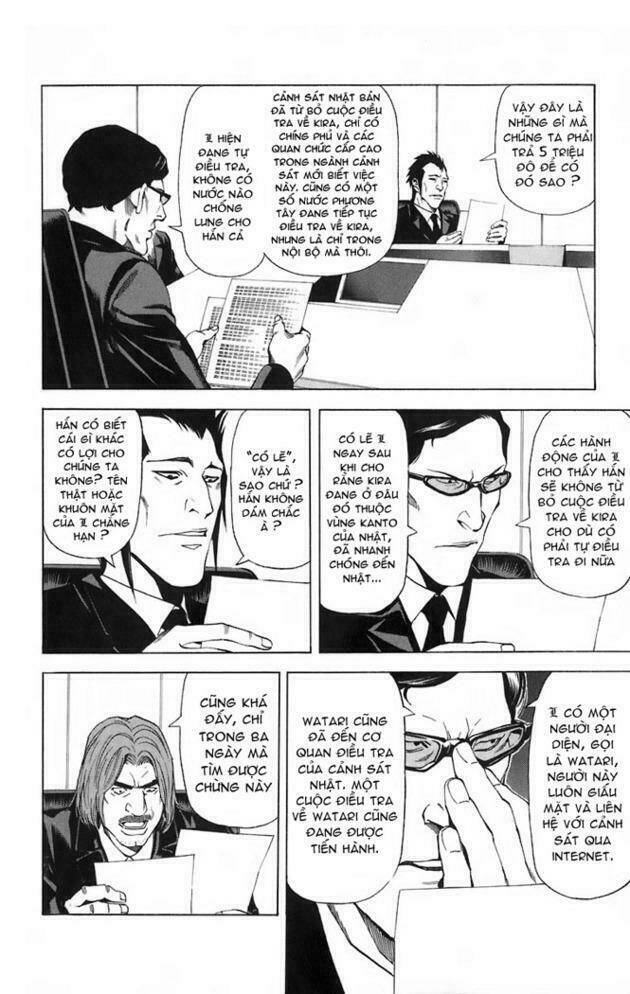 VẬY ĐÂY LÀ
NHỮNG GÌ MÀ
CHÚNG TA PHẢI
TRẢ 5 TRIỆU
ĐÔ ĐỂ CÓ
ĐÓ SAO ?
CẢNH SÁT NHẬT BẢN
ĐÃ TỪ BỎ CUỘC ĐIỀU
TRA VỀ KIRA, CHỈ CÓ
CHÍNH PHỦ VÀ CÁC
QUAN CHỨC CẤP CAO
TRONG NGÀNH CẢNH
SÁT MỚI BIẾT VIỆC
NÀY. CŨNG CÓ MỘT
SỐ NƯỚC PHƯƠNG
TÂY ĐANG TIẾP TỤC
ĐIỀU TRA VỀ KIRA,
NHƯNG LÀ CHỈ TRONG
NỘI BỘ MÀ THÔI.
L HIỆN
ĐANG TỰ
ĐIỀU TRA,
KHÔNG CÓ
NƯỚC NÀO
CHỐNG
LƯNG CHO
HẮN CẢ
CÁC HÀNH
ĐỘNG CỦA L
CHO THẤY HẮN
SẼ KHÔNG TỪ
BỎ CUỘC ĐIỀU
TRA VỀ KIRA
CHO DÙ CÓ
PHẢI TỰ ĐIỀU
TRA ĐI NỮA
CÓ LẼ L
NGAY SAU
KHI CHO
RẰNG KIRA
ĐANG Ở ĐÂU
ĐÓ THUỘC
VÙNG KANTO
CỦA NHẬT,
ĐÃ NHANH
CHÓNG ĐẾN
NHẬT...
"CÓ LẼ",
VẬY LÀ
SAO CHỨ ?
HẮN KHÔNG
DÁM CHẮC
À ?
HẮN CÓ BIẾT
CÁI GÌ KHÁC
CÓ LỢI CHO
CHÚNG TA
KHÔNG? TÊN
THẬT HOẶC
KHUÔN MẶT
CỦA L CHẲNG
HẠN ?
L CÓ MỘT
NGƯỜI ĐẠI
DIỆN, GỌI
LÀ WATARI,
NGƯỜI NÀY
LUÔN GIẤU
MẶT VÀ LIÊN
HỆ VỚI CẢNH
SÁT QUA
INTERNET.
WATARI CŨNG
ĐÃ ĐẾN CƠ
QUAN ĐIỀU TRA
CỦA CẢNH SÁT
NHẬT. MỘT
CUỘC ĐIỀU TRA
VỀ WATARI CŨNG
ĐANG ĐƯỢC
TIẾN HÀNH.
CŨNG KHÁ
ĐẤY, CHỈ
TRONG BA
NGÀY MÀ
TÌM ĐƯỢC
CHỪNG NÀY